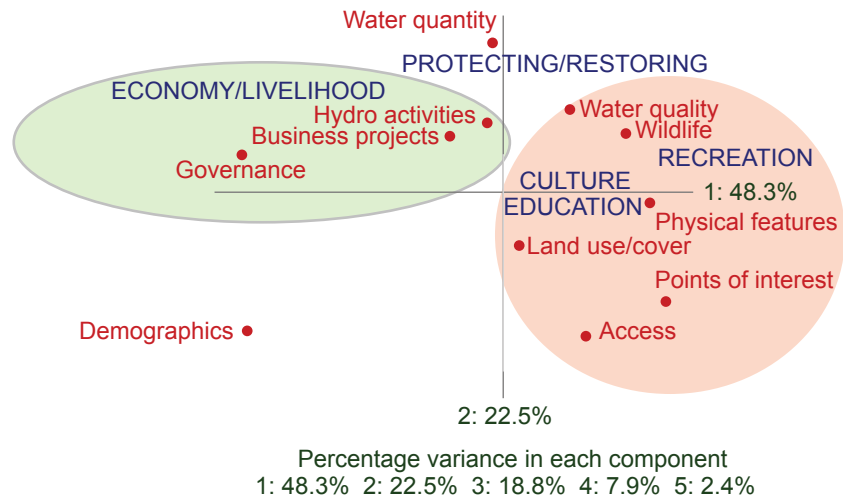 Water quantity
PROTECTING/RESTORING
ECONOMY/LIVELIHOOD
Hydro activities
Water quality
Business projects
Wildlife
Governance
RECREATION
CULTURE
1: 48.3%
EDUCATION
Physical features
Land use/cover
Points of interest
Demographics
Access
2: 22.5%
Percentage variance in each component
1: 48.3% 2: 22.5% 3: 18.8% 4: 7.9% 5: 2.4%